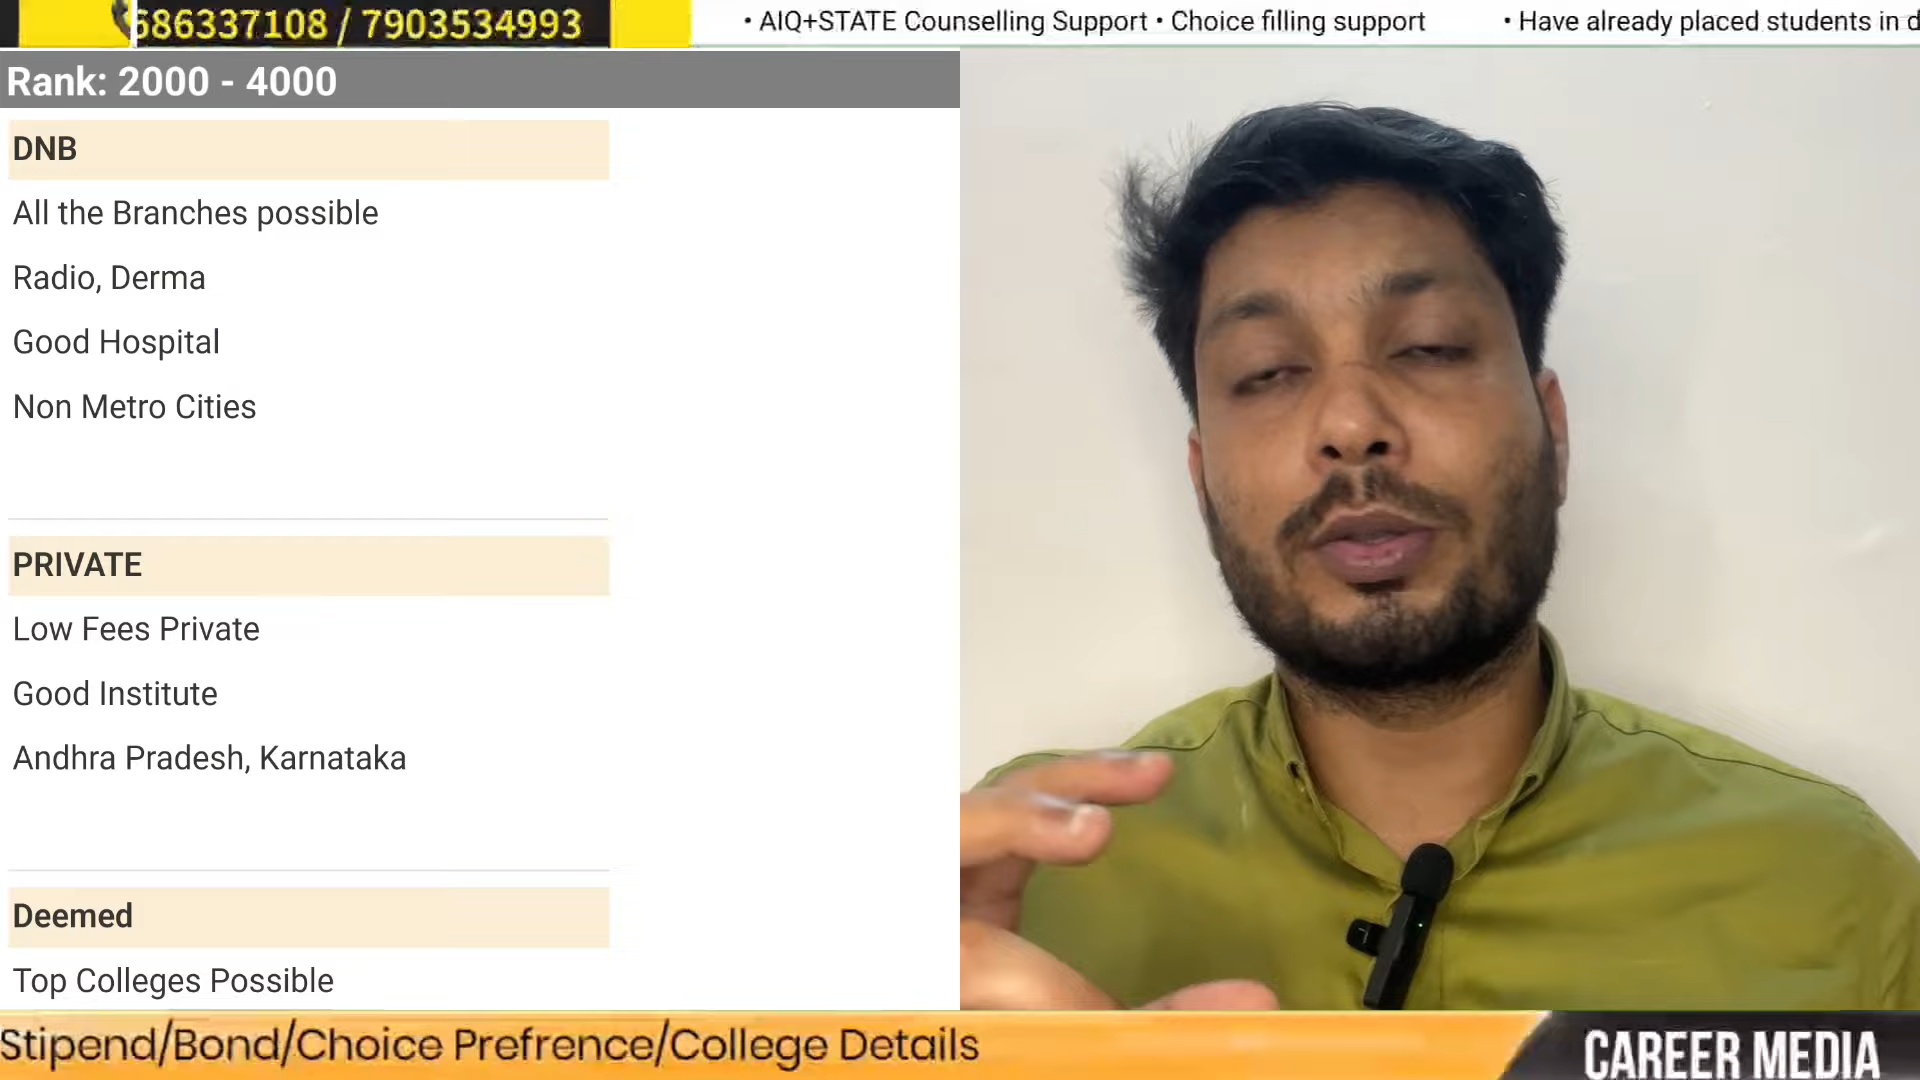 686337108 / 7903534993
• AIQ+STATE Counselling Support • Choice filling support • Have already placed students in d
Rank: 2000 - 4000
DNB
All the Branches possible
Radio, Derma
Good Hospital
Non Metro Cities
PRIVATE
Low Fees Private
Good Institute
Andhra Pradesh, Karnataka
Deemed
Top Colleges Possible
Stipend/Bond/Choice Prefrence/College Details
CAREER MEDIA